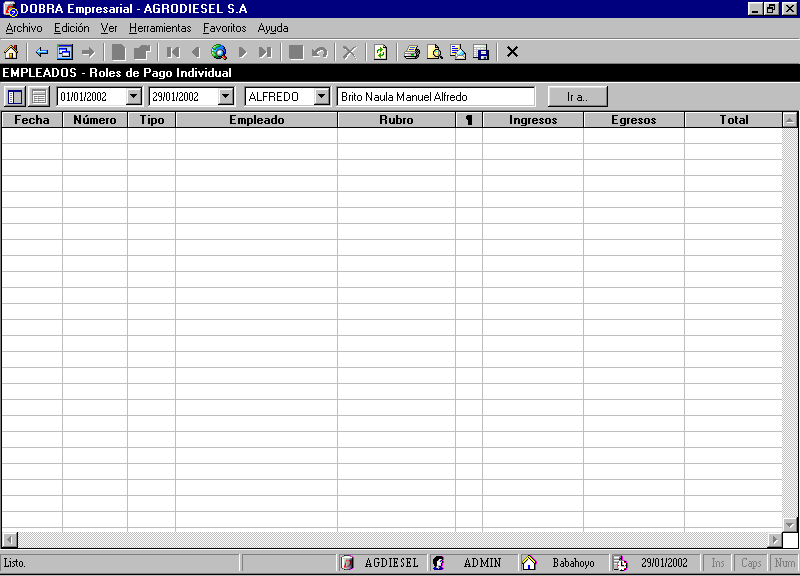 DOBRA Empresarial - AGRODIESEL S.A
Archivo Edición Ver Herramientas Favoritos Ayuda
EMPLEADOS - Roles de Pago Individual
01/01/2002 29/01/2002 ALFREDO Brito Naula Manuel Alfredo Ir a..
Fecha Número Tipo Empleado Rubro ¶ Ingresos Egresos Total
Listo. AGDIESEL ADMIN Babahoyo 29/01/2002 Ins Caps Num